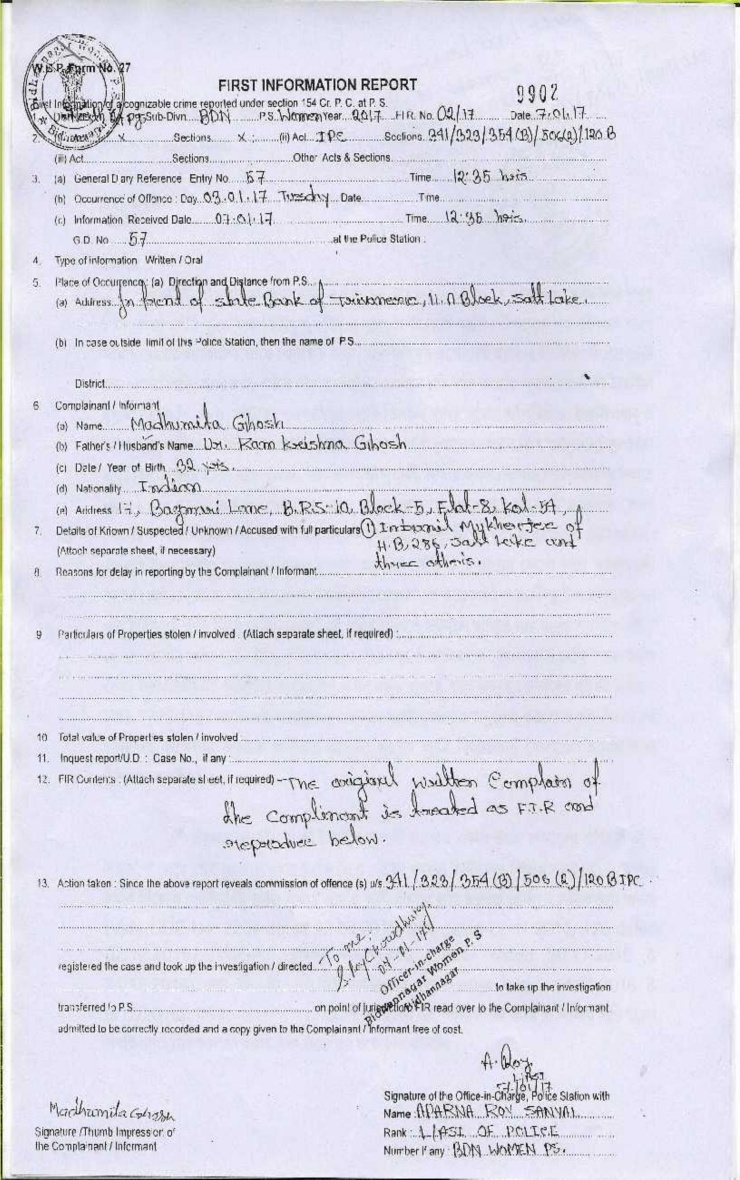 W.B.P. Form No. 27
FIRST INFORMATION REPORT
9902
First Information of a cognizable crime reported under section 154 Cr. P. C. at P. S.
Sub-Divn. BDN P.S. Women Year 2017 F.I.R. No. 02/17 Date 7.01.17
2. X Sections X (ii) Act IPC Sections 341/323/354(B)/506(2)/120 B
(iii) Act Sections Other Acts & Sections
3. (a) General Diary Reference Entry No 57 Time 12:35 hrs
(b) Occurrence of Offence : Day 03.01.17 Tuesday Date Time
(c) Information Received Date 07.01.17 Time 12:35 hrs
G.D. No 57 at the Police Station :
4. Type of information Written / Oral
5. Place of Occurrence: (a) Direction and Distance from P.S.
(a) Address In front of state Bank of Salt Lake.
(b) In case outside limit of this Police Station, then the name of P.S.
District
6. Complainant / Informant
(a) Name Madhumita Ghosh
(b) Father's / Husband's Name Ram Kreishna Ghosh
(c) Date / Year of Birth 32 yrs.
(d) Nationality Indian
(e) Address 17, Bagmari Lane, B.R.S-10, Block-5, Flat-8, Kol-54
7. Details of Known / Suspected / Unknown / Accused with full particulars (1) Indranil Mykherjee of
(Attach separate sheet, if necessary) H.B, 286, Salt Lake and
three others.
8. Reasons for delay in reporting by the Complainant / Informant
9 Particulars of Properties stolen / involved : (Attach separate sheet, if required) :
10. Total value of Properties stolen / involved :
11. Inquest report/U.D. : Case No., if any :
12. FIR Contents : (Attach separate sheet, if required) - The original written Complain of
the Complinant is treated as F.I.R and
reproduce below.
13. Action taken : Since the above report reveals commission of offence (s) u/s 341/323/354(B)/506(2)/120 B IPC.
To me.
S. Roy Chowdhury
07-01-17
Officer-in-charge
Bidhannagar Women P. S
Bidhannagar
registered the case and took up the investigation / directed to take up the investigation
transferred to P.S. on point of jurisdiction FIR read over to the Complainant / Informant
admitted to be correctly recorded and a copy given to the Complainant / Informant free of cost.
A. Roy
7/01/17
Signature of the Office-in-Charge, Police Station with
Madhumita Ghosh
Name APARNA ROY SANYAL
Signature /Thumb Impression of
Rank : L/ASI OF POLICE
the Complainant / Informant
Number if any : BDN WOMEN PS.